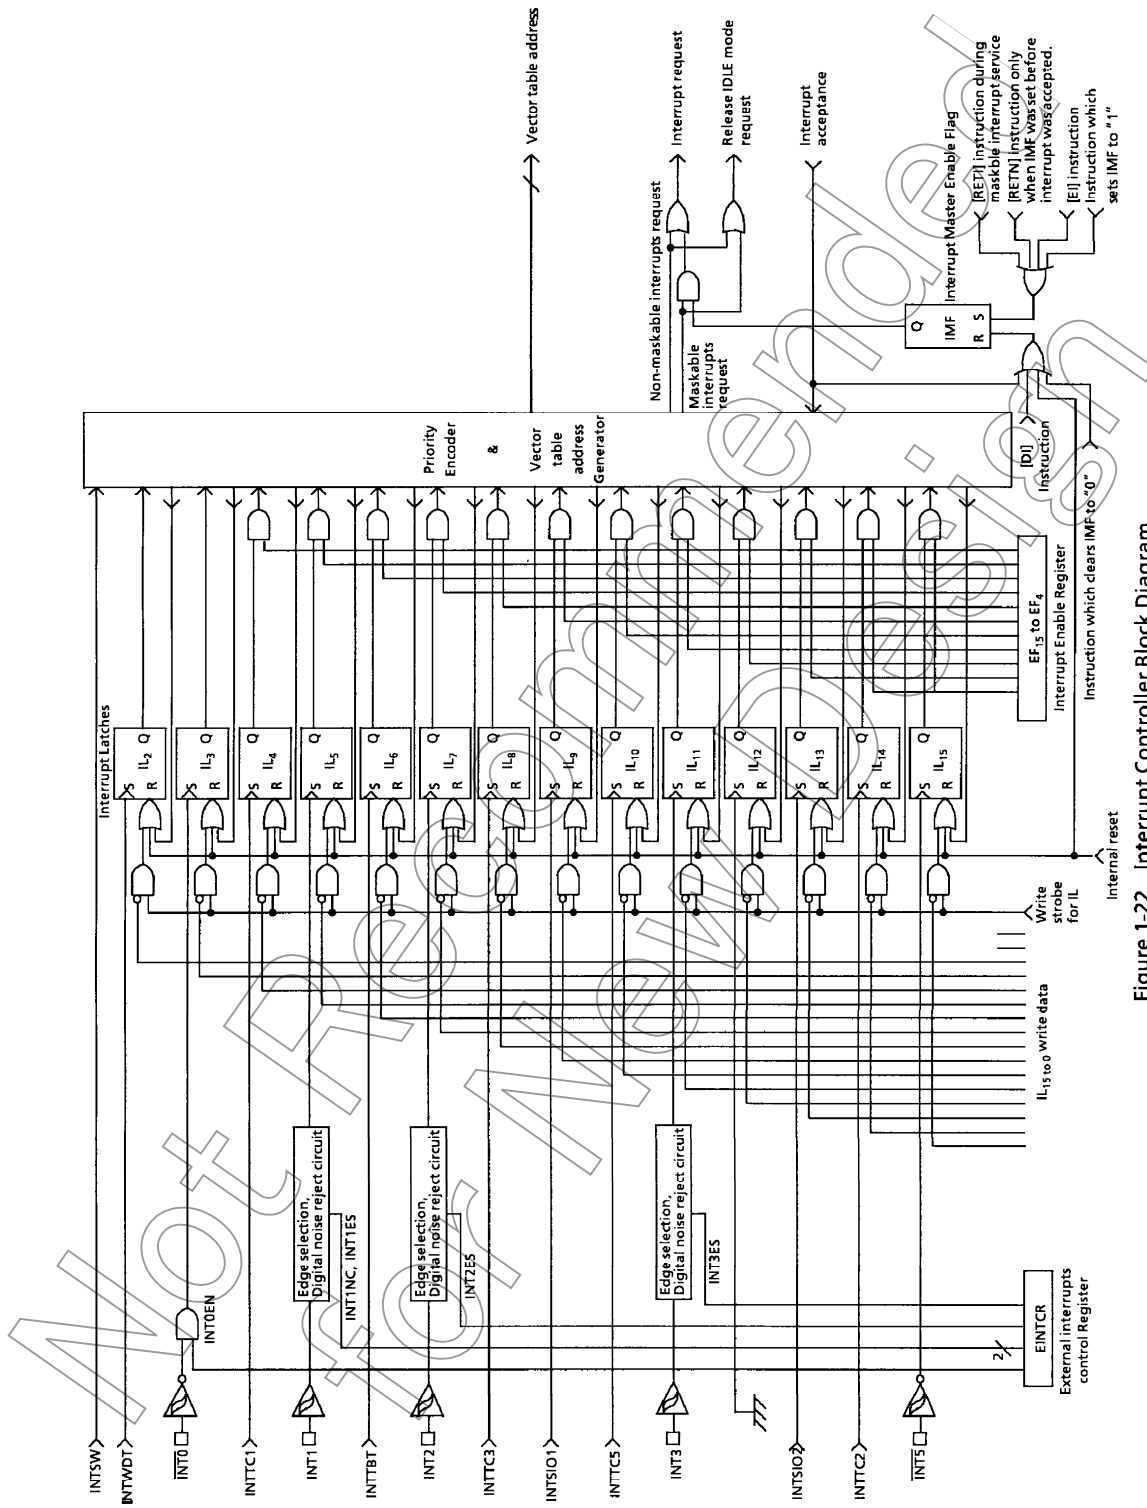 INTSW
INTWDT
INT0
INTTC1
INT1
INTTBT
INT2
INTTC3
INTSIO1
INTTC5
INT3
INTSIO2
INTTC2
INT5
INT0EN
Edge selection,
Digital noise reject circuit
INT1NC, INT1ES
Edge selection,
Digital noise reject circuit
INT2ES
Edge selection,
Digital noise reject circuit
INT3ES
2
EINTCR
External interrupts
control Register
IL15 to 0 write data
Write
strobe
for IL
Internal reset
Interrupt Latches
S R IL2 Q
S R IL3 Q
S R IL4 Q
S R IL5 Q
S R IL6 Q
S R IL7 Q
S R IL8 Q
S R IL9 Q
S R IL10 Q
S R IL11 Q
S R IL12 Q
S R IL13 Q
S R IL14 Q
S R IL15 Q
EF15 to EF4
Interrupt Enable Register
Instruction which clears IMF to "0"
[DI]
Instruction
Priority
Encoder
&
Vector
table
address
Generator
Vector table address
Non-maskable interrupts request
Maskable
interrupts
request
Interrupt request
Release IDLE mode
request
Interrupt
acceptance
Q
IMF
R S
Interrupt Master Enable Flag
[RETI] instruction during
maskble interrupt service
[RETN] instruction only
when IMF was set before
interrupt was accepted.
[EI] instruction
Instruction which
sets IMF to "1"
Figure 1-22 Interrupt Controller Block Diagram
Not Recommended
for New Design